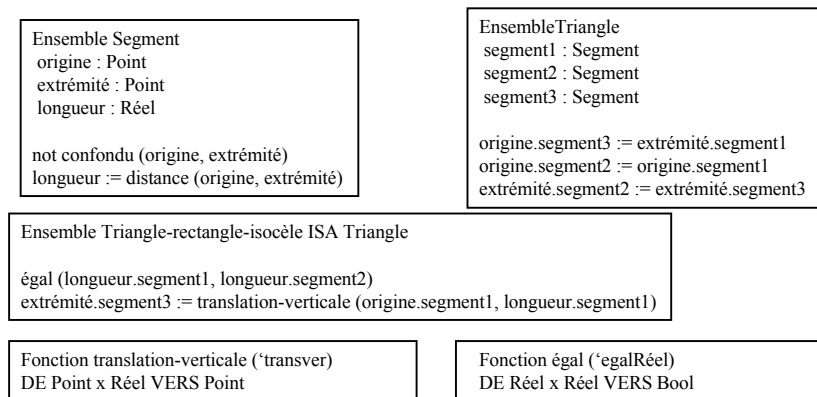 Ensemble Segment
origine : Point
extrémité : Point
longueur : Réel
not confondu (origine, extrémité)
longueur := distance (origine, extrémité)
EnsembleTriangle
segment1 : Segment
segment2 : Segment
segment3 : Segment
origine.segment3 := extrémité.segment1
origine.segment2 := origine.segment1
extrémité.segment2 := extrémité.segment3
Ensemble Triangle-rectangle-isocèle ISA Triangle
égal (longueur.segment1, longueur.segment2)
extrémité.segment3 := translation-verticale (origine.segment1, longueur.segment1)
Fonction translation-verticale (‘transver)
DE Point x Réel VERS Point
Fonction égal (‘egalRéel)
DE Réel x Réel VERS Bool